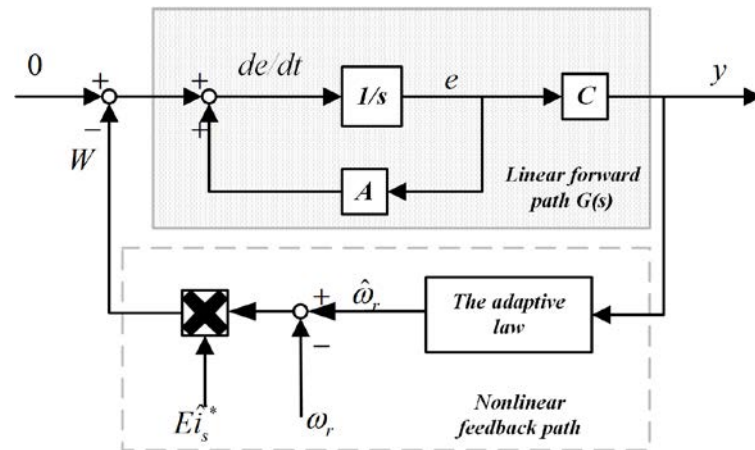 0
+
−
W
+
+
de/dt
1/s
e
C
y
A
Linear forward
path G(s)
+
−
ω̂r
The adaptive
law
Eî*s
ωr
Nonlinear
feedback path